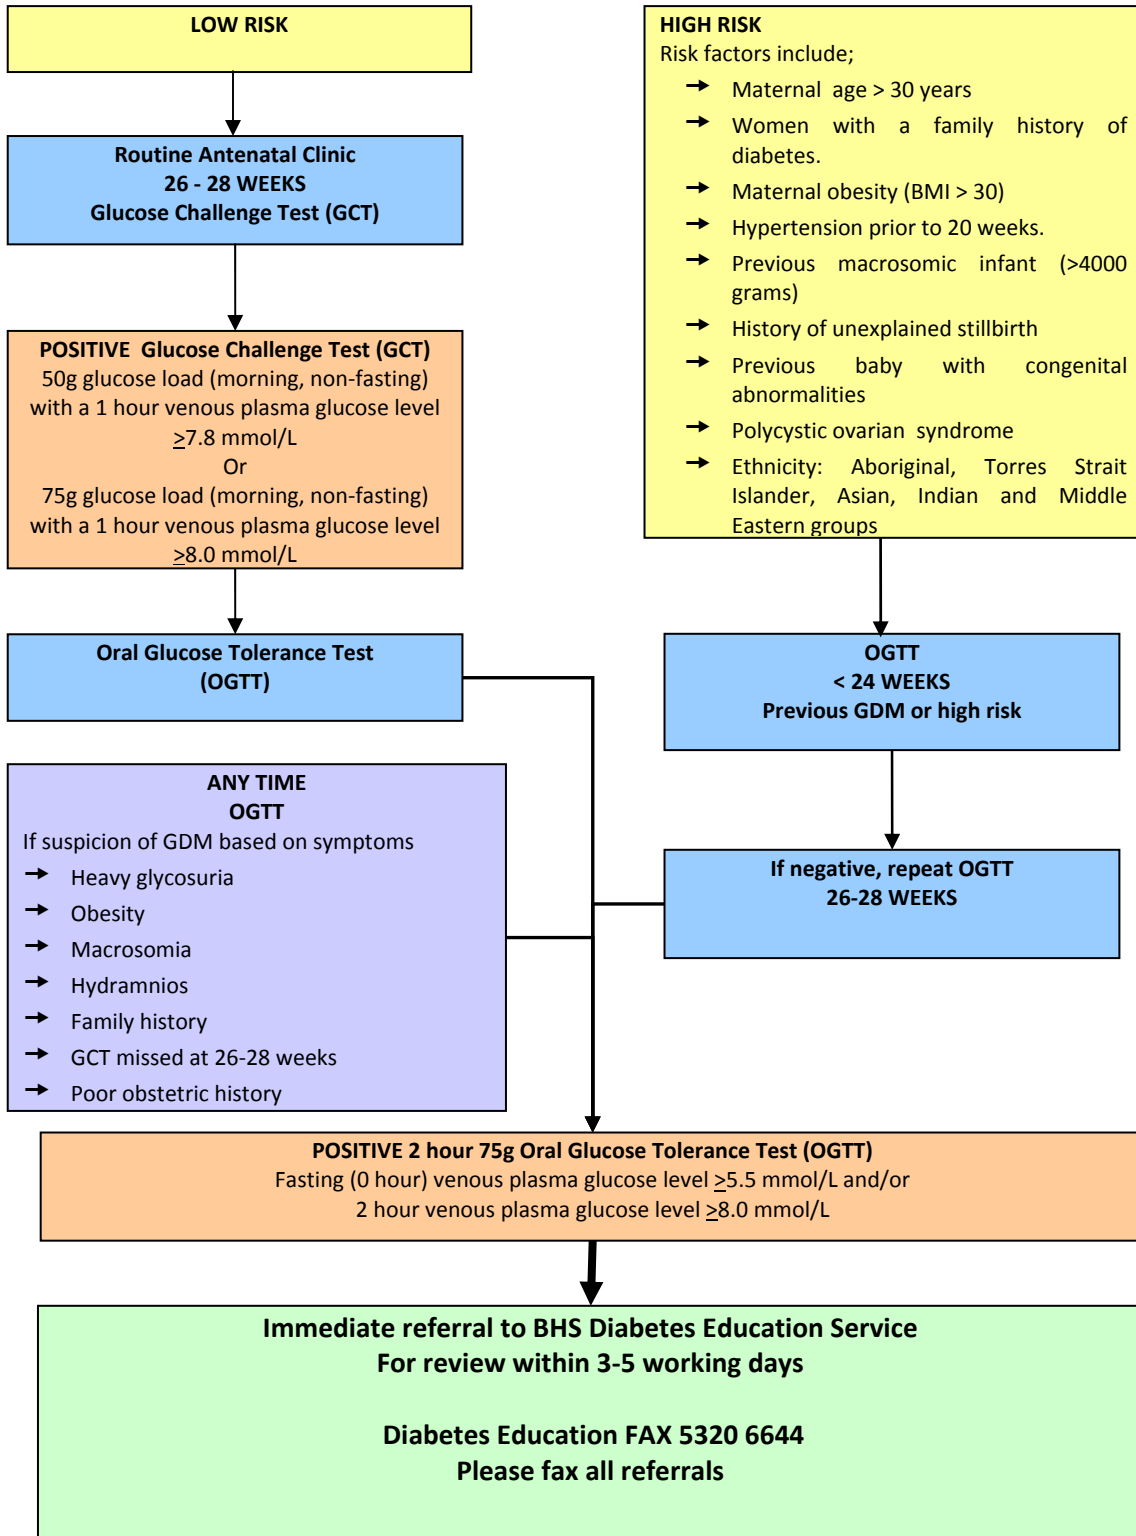 LOW RISK
Routine Antenatal Clinic
26 - 28 WEEKS
Glucose Challenge Test (GCT)
POSITIVE Glucose Challenge Test (GCT)
50g glucose load (morning, non-fasting)
with a 1 hour venous plasma glucose level
≥7.8 mmol/L
Or
75g glucose load (morning, non-fasting)
with a 1 hour venous plasma glucose level
≥8.0 mmol/L
Oral Glucose Tolerance Test
(OGTT)
HIGH RISK
Risk factors include;
→ Maternal age > 30 years
→ Women with a family history of
diabetes.
→ Maternal obesity (BMI > 30)
→ Hypertension prior to 20 weeks.
→ Previous macrosomic infant (>4000
grams)
→ History of unexplained stillbirth
→ Previous baby with congenital
abnormalities
→ Polycystic ovarian syndrome
→ Ethnicity: Aboriginal, Torres Strait
Islander, Asian, Indian and Middle
Eastern groups
OGTT
< 24 WEEKS
Previous GDM or high risk
If negative, repeat OGTT
26-28 WEEKS
ANY TIME
OGTT
If suspicion of GDM based on symptoms
→ Heavy glycosuria
→ Obesity
→ Macrosomia
→ Hydramnios
→ Family history
→ GCT missed at 26-28 weeks
→ Poor obstetric history
POSITIVE 2 hour 75g Oral Glucose Tolerance Test (OGTT)
Fasting (0 hour) venous plasma glucose level ≥5.5 mmol/L and/or
2 hour venous plasma glucose level ≥8.0 mmol/L
Immediate referral to BHS Diabetes Education Service
For review within 3-5 working days
Diabetes Education FAX 5320 6644
Please fax all referrals